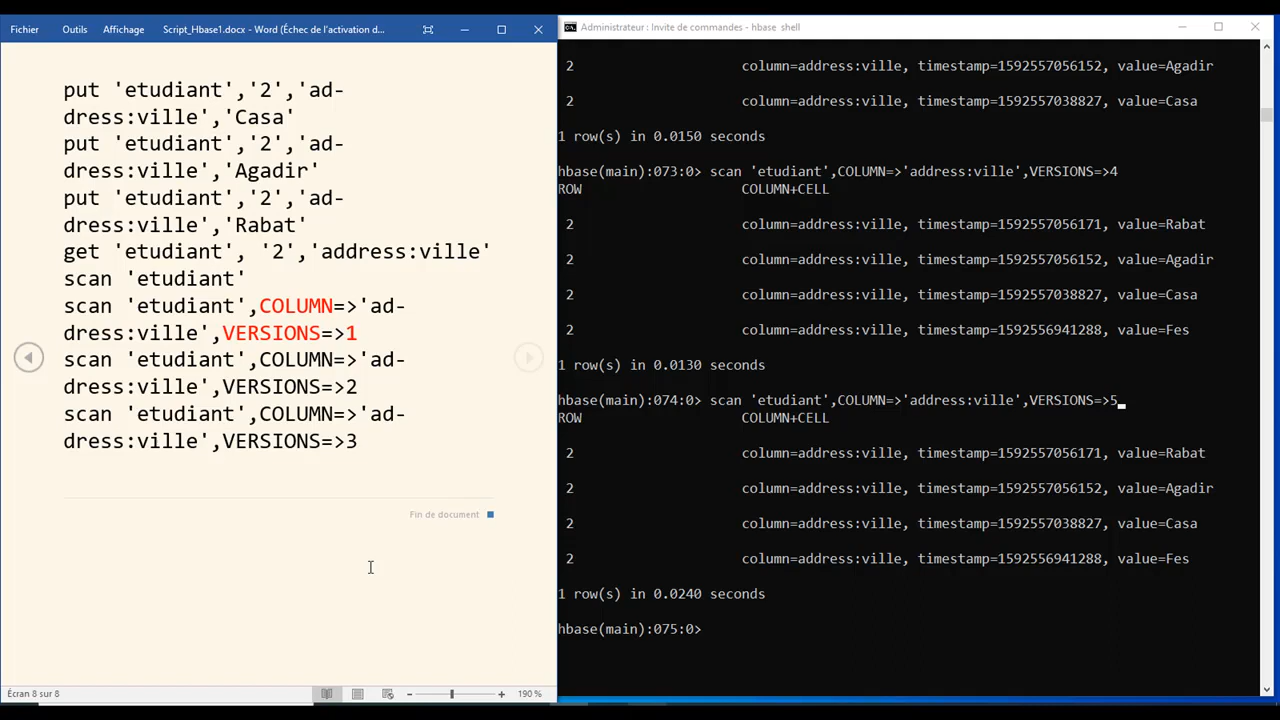 Fichier Outils Affichage Script_Hbase1.docx - Word (Échec de l'activation d...
put 'etudiant','2','ad-
dress:ville','Casa'
put 'etudiant','2','ad-
dress:ville','Agadir'
put 'etudiant','2','ad-
dress:ville','Rabat'
get 'etudiant', '2','address:ville'
scan 'etudiant'
scan 'etudiant',COLUMN=>'ad-
dress:ville',VERSIONS=>1
scan 'etudiant',COLUMN=>'ad-
dress:ville',VERSIONS=>2
scan 'etudiant',COLUMN=>'ad-
dress:ville',VERSIONS=>3
Fin de document
Écran 8 sur 8
190 %
Administrateur : Invite de commandes - hbase shell
2 column=address:ville, timestamp=1592557056152, value=Agadir
2 column=address:ville, timestamp=1592557038827, value=Casa
1 row(s) in 0.0150 seconds
hbase(main):073:0> scan 'etudiant',COLUMN=>'address:ville',VERSIONS=>4
ROW COLUMN+CELL
2 column=address:ville, timestamp=1592557056171, value=Rabat
2 column=address:ville, timestamp=1592557056152, value=Agadir
2 column=address:ville, timestamp=1592557038827, value=Casa
2 column=address:ville, timestamp=1592556941288, value=Fes
1 row(s) in 0.0130 seconds
hbase(main):074:0> scan 'etudiant',COLUMN=>'address:ville',VERSIONS=>5
ROW COLUMN+CELL
2 column=address:ville, timestamp=1592557056171, value=Rabat
2 column=address:ville, timestamp=1592557056152, value=Agadir
2 column=address:ville, timestamp=1592557038827, value=Casa
2 column=address:ville, timestamp=1592556941288, value=Fes
1 row(s) in 0.0240 seconds
hbase(main):075:0>